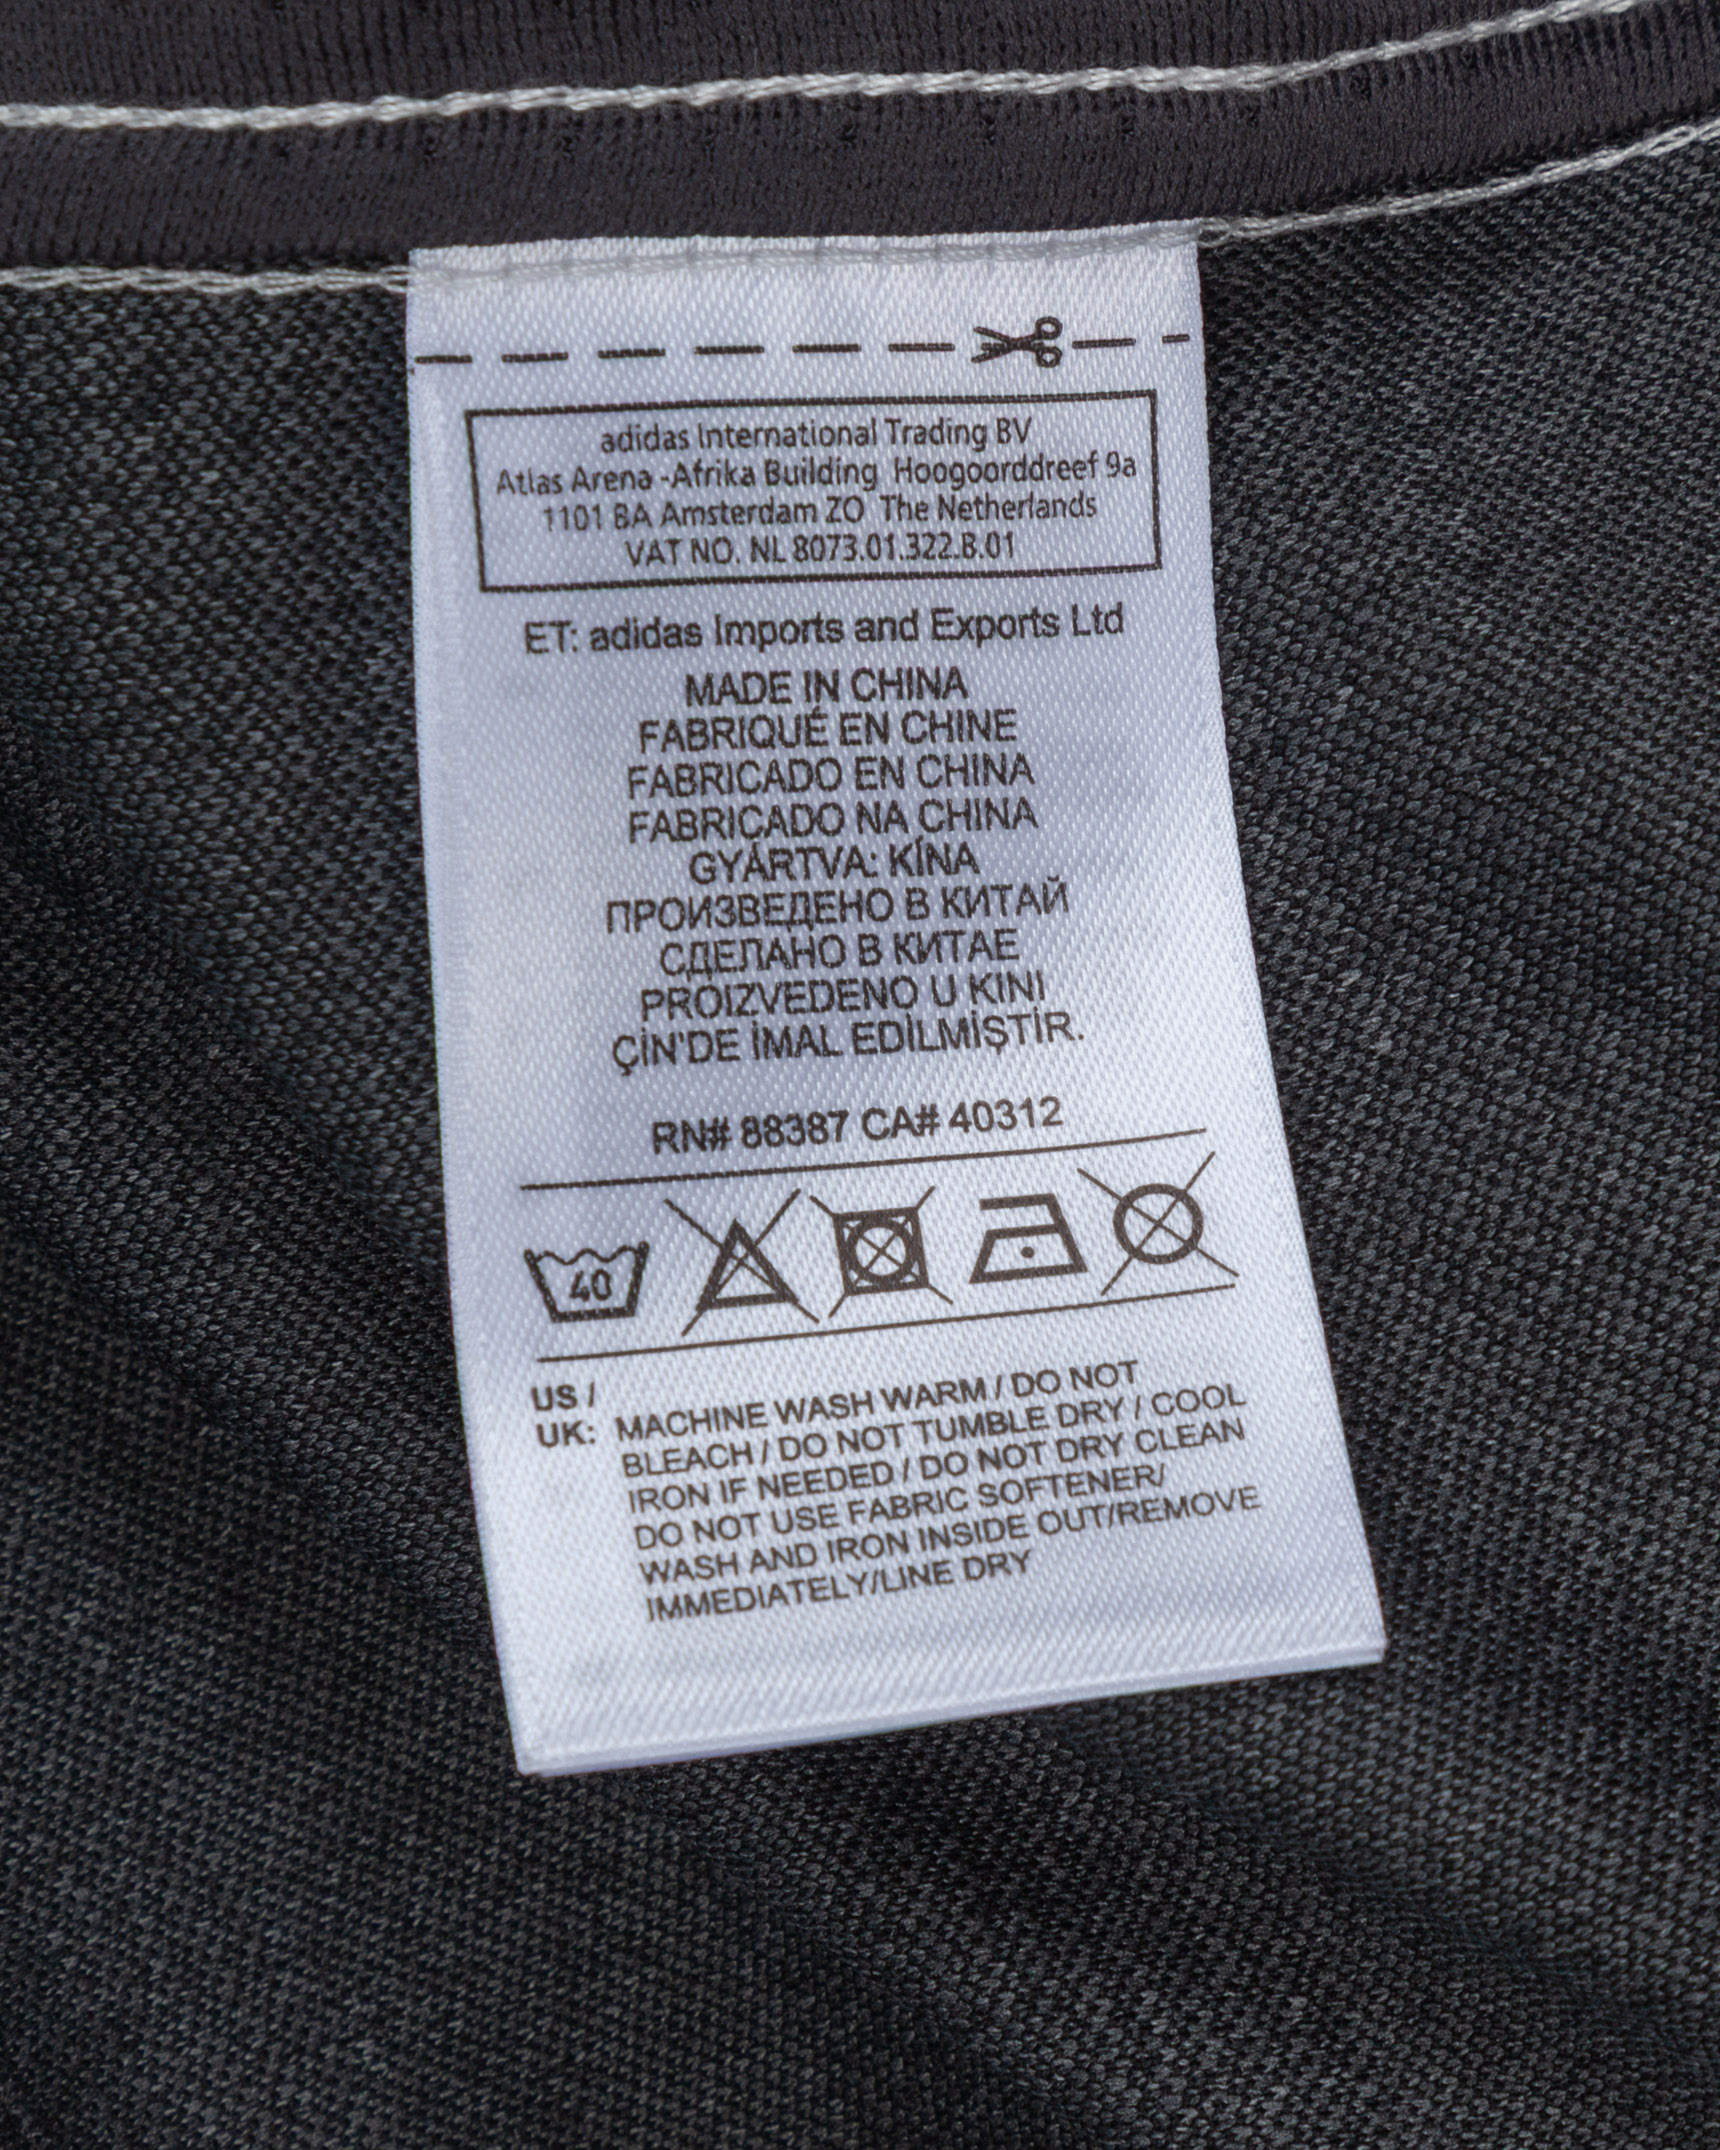 adidas International Trading BV
Atlas Arena -Afrika Building Hoogoorddreef 9a
1101 BA Amsterdam ZO The Netherlands
VAT NO. NL 8073.01.322.B.01
ET: adidas Imports and Exports Ltd
MADE IN CHINA
FABRIQUÉ EN CHINE
FABRICADO EN CHINA
FABRICADO NA CHINA
GYÁRTVA: KÍNA
ПРОИЗВЕДЕНО В КИТАЙ
СДЕЛАНО В КИТАЕ
PROIZVEDENO U KINI
ÇİN'DE İMAL EDİLMİŞTİR.
RN# 88387 CA# 40312
40
US /
UK: MACHINE WASH WARM / DO NOT
BLEACH / DO NOT TUMBLE DRY / COOL
IRON IF NEEDED / DO NOT DRY CLEAN
DO NOT USE FABRIC SOFTENER/
WASH AND IRON INSIDE OUT/REMOVE
IMMEDIATELY/LINE DRY